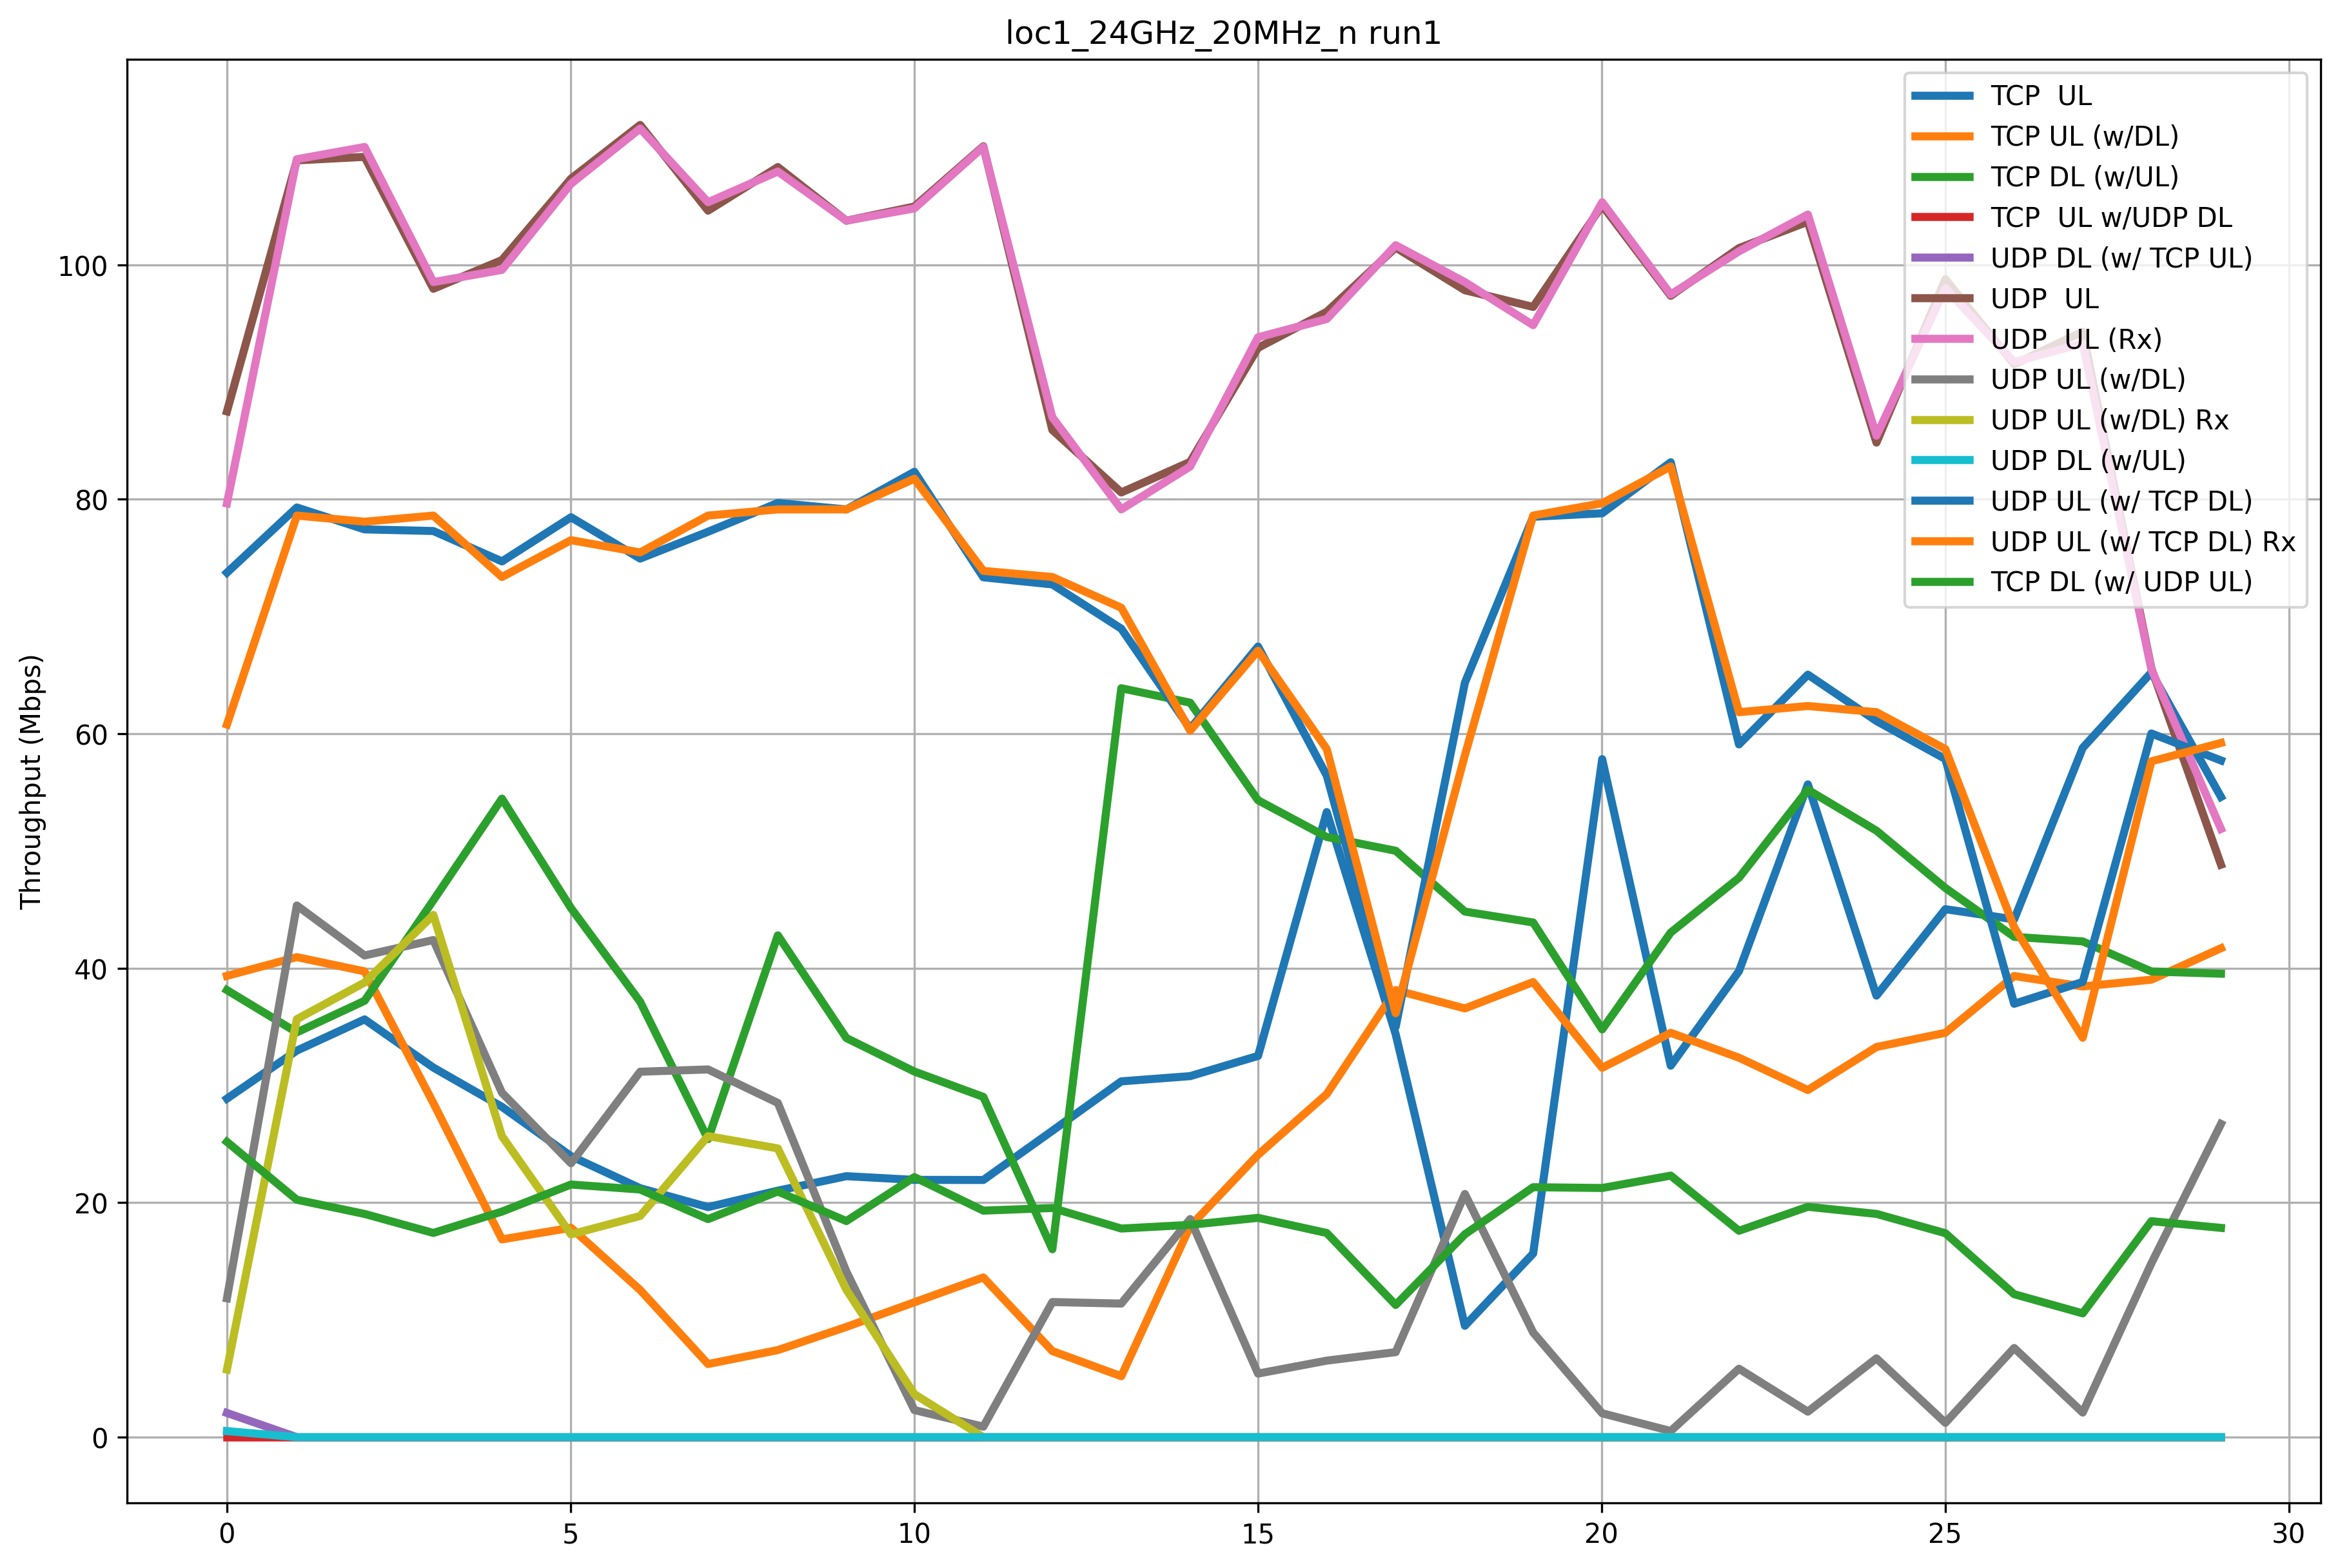 loc1_24GHz_20MHz_n run1
Throughput (Mbps)
100
80
60
40
20
0
0 5 10 15 20 25 30
TCP  UL
TCP UL (w/DL)
TCP DL (w/UL)
TCP  UL w/UDP DL
UDP DL (w/ TCP UL)
UDP  UL
UDP  UL (Rx)
UDP UL (w/DL)
UDP UL (w/DL) Rx
UDP DL (w/UL)
UDP UL (w/ TCP DL)
UDP UL (w/ TCP DL) Rx
TCP DL (w/ UDP UL)